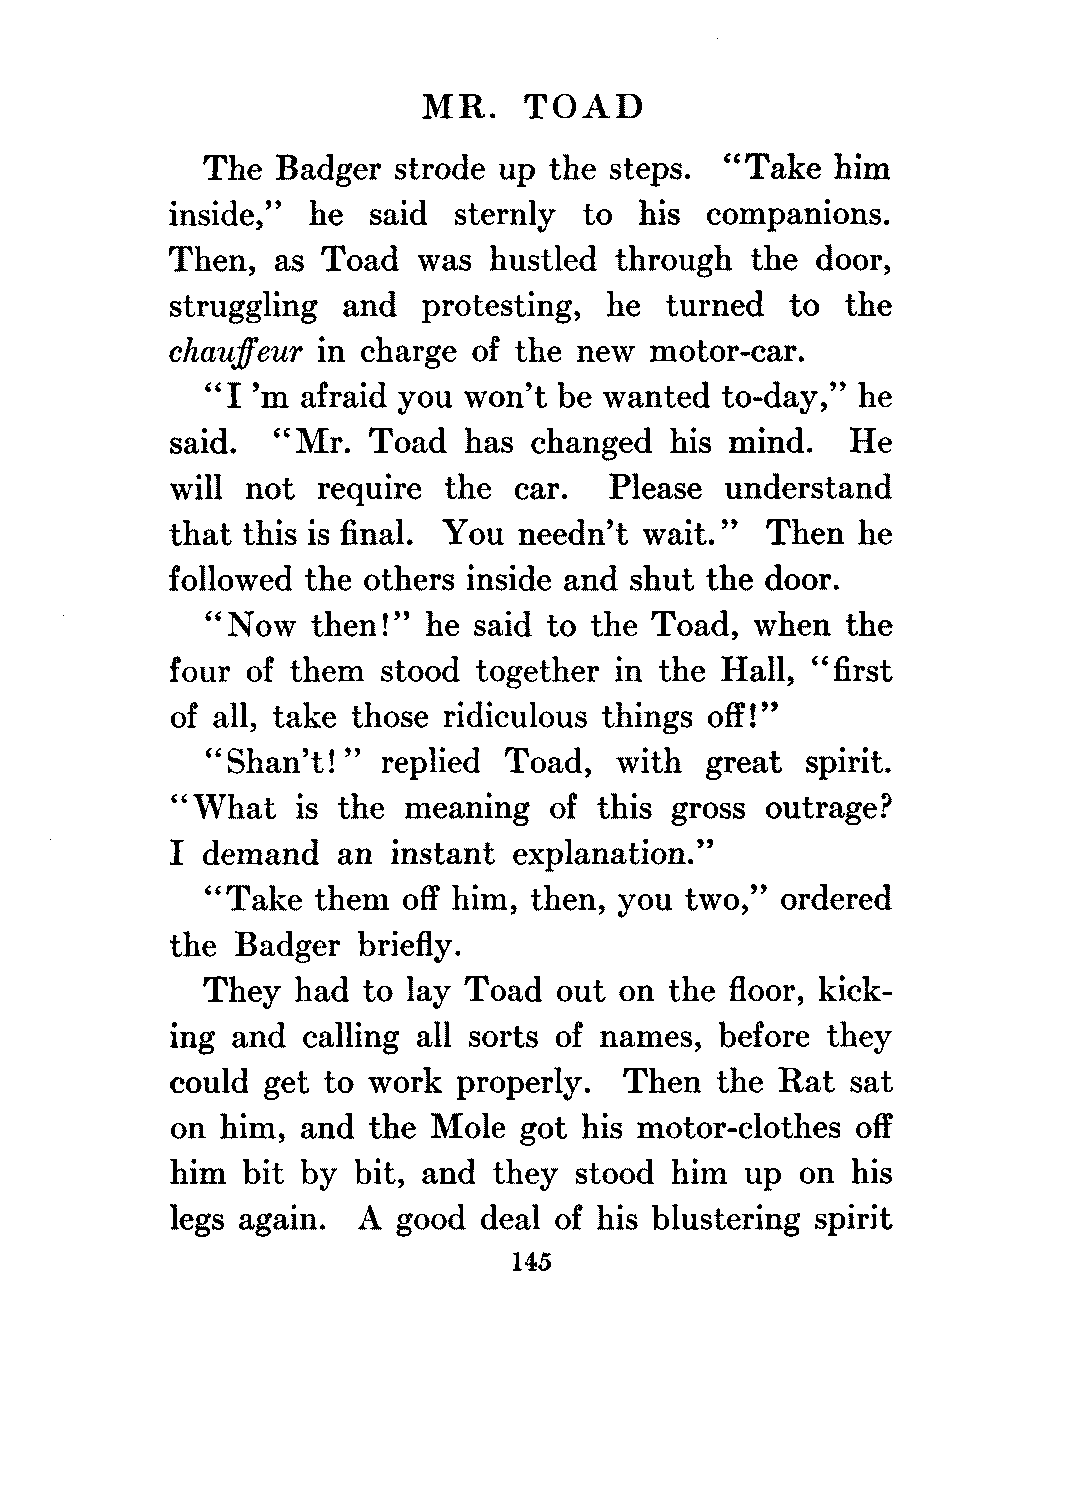 MR. TOAD
The Badger strode up the steps. “Take him
inside,” he said sternly to his companions.
Then, as Toad was hustled through the door,
struggling and protesting, he turned to the
chauffeur in charge of the new motor-car.
“I ’m afraid you won’t be wanted to-day,” he
said. “Mr. Toad has changed his mind. He
will not require the car. Please understand
that this is final. You needn’t wait.” Then he
followed the others inside and shut the door.
“Now then!” he said to the Toad, when the
four of them stood together in the Hall, “first
of all, take those ridiculous things off!”
“Shan’t!” replied Toad, with great spirit.
“What is the meaning of this gross outrage?
I demand an instant explanation.”
“Take them off him, then, you two,” ordered
the Badger briefly.
They had to lay Toad out on the floor, kick-
ing and calling all sorts of names, before they
could get to work properly. Then the Rat sat
on him, and the Mole got his motor-clothes off
him bit by bit, and they stood him up on his
legs again. A good deal of his blustering spirit
145